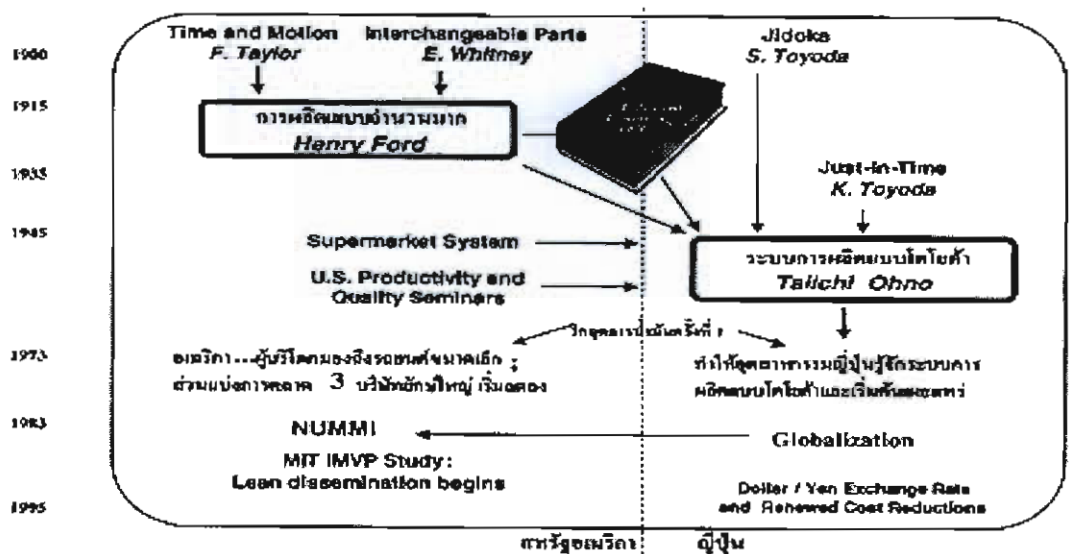 1900
Time and Motion
F. Taylor
Interchangeable Parts
E. Whitney
Jidoka
S. Toyoda
1915
การผลิตแบบจำนวนมาก
Henry Ford
1935
Just-In-Time
K. Toyoda
1945
Supermarket System
U.S. Productivity and
Quality Seminars
ระบบการผลิตแบบโตโยต้า
Taiichi Ohno
วิกฤตการน้ำมันครั้งที่ 1
1973
อเมริกา...ผู้บริโภคมองถึงรถยนต์ขนาดเล็ก ;
ส่วนแบ่งการตลาด 3 บริษัทยักษ์ใหญ่ เริ่มลดลง
ทำให้อุตสาหกรรมญี่ปุ่นรู้จักระบบการ
ผลิตแบบโตโยต้าและเริ่มต้นเผยแพร่
1983
NUMMI
Globalization
MIT IMVP Study:
Lean dissemination begins
1995
Dollar / Yen Exchange Rate
and Renewed Cost Reductions
สหรัฐอเมริกา
ญี่ปุ่น